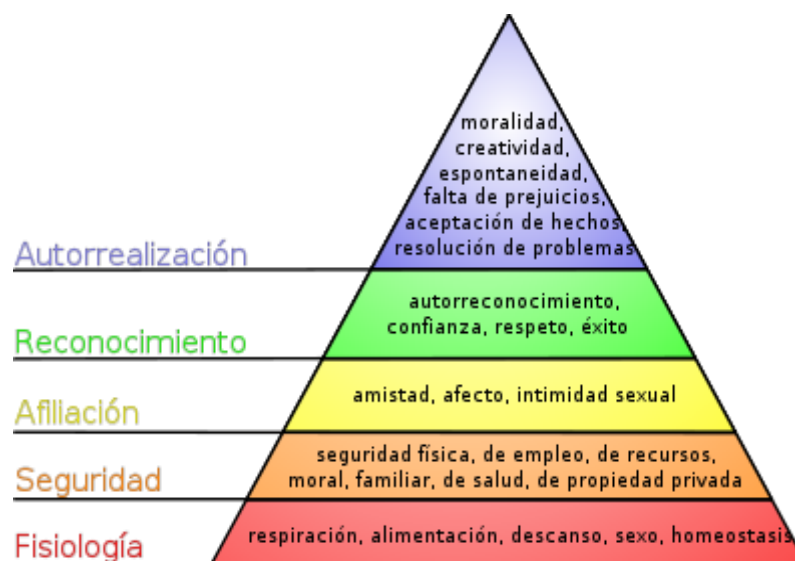 moralidad,
creatividad,
espontaneidad,
falta de prejuicios,
aceptación de hechos,
resolución de problemas
Autorrealización
autorreconocimiento,
confianza, respeto, éxito
Reconocimiento
amistad, afecto, intimidad sexual
Afiliación
seguridad física, de empleo, de recursos,
moral, familiar, de salud, de propiedad privada
Seguridad
respiración, alimentación, descanso, sexo, homeostasis
Fisiología